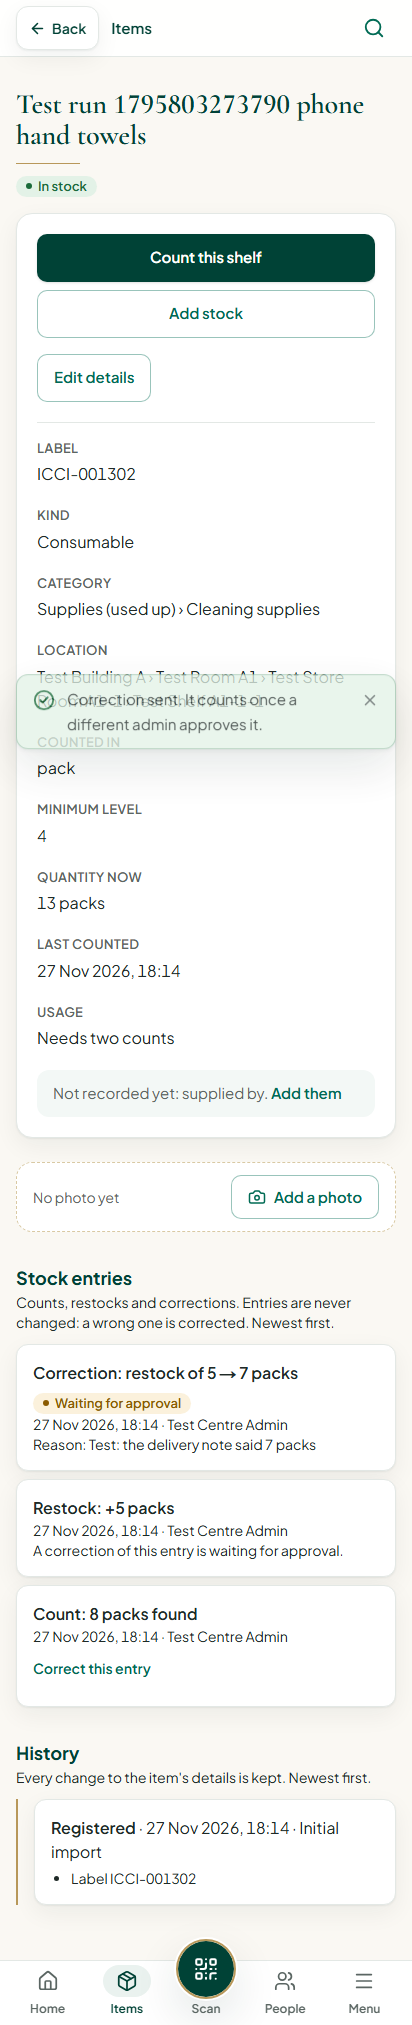 Back
Items
Test run 1795803273790 phone
hand towels
In stock
Count this shelf
Add stock
Edit details
LABEL
ICCI-001302
KIND
Consumable
CATEGORY
Supplies (used up) › Cleaning supplies
LOCATION
Test Building A › Test Room A1 › Test Store
Correction sent. It counts once a
different admin approves it.
COUNTED IN
pack
MINIMUM LEVEL
4
QUANTITY NOW
13 packs
LAST COUNTED
27 Nov 2026, 18:14
USAGE
Needs two counts
Not recorded yet: supplied by. Add them
No photo yet
Add a photo
Stock entries
Counts, restocks and corrections. Entries are never
changed: a wrong one is corrected. Newest first.
Correction: restock of 5 → 7 packs
Waiting for approval
27 Nov 2026, 18:14 · Test Centre Admin
Reason: Test: the delivery note said 7 packs
Restock: +5 packs
27 Nov 2026, 18:14 · Test Centre Admin
A correction of this entry is waiting for approval.
Count: 8 packs found
27 Nov 2026, 18:14 · Test Centre Admin
Correct this entry
History
Every change to the item's details is kept. Newest first.
Registered · 27 Nov 2026, 18:14 · Initial
import
Label ICCI-001302
Home
Items
Scan
People
Menu